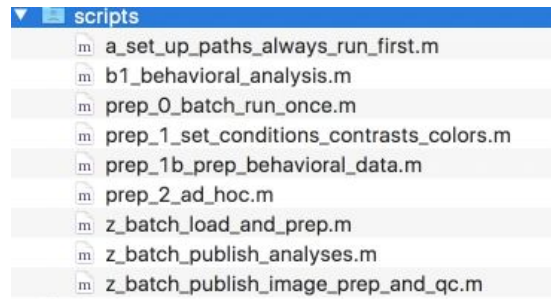 scripts
a_set_up_paths_always_run_first.m
b1_behavioral_analysis.m
prep_0_batch_run_once.m
prep_1_set_conditions_contrasts_colors.m
prep_1b_prep_behavioral_data.m
prep_2_ad_hoc.m
z_batch_load_and_prep.m
z_batch_publish_analyses.m
z_batch_publish_image_prep_and_qc.m